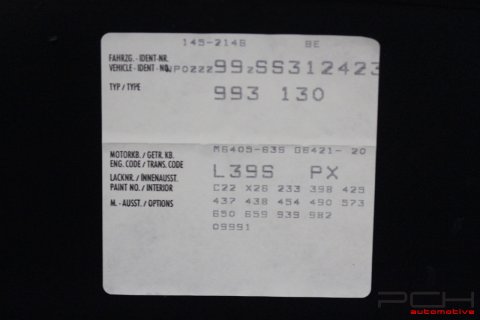 145-2148 BE
FAHRZG. - IDENT-NR.
VEHICLE - IDENT - NO. WP0ZZZ99ZSS312423
TYP / TYPE 993 130
MOTORKB. / GETR. KB. M6405-63S G6421- 20
ENG. CODE / TRANS. CODE
LACKNR. / INNENAUSST. L39S PX
PAINT NO. / INTERIOR C22 X26 233 398 425
M. - AUSST. / OPTIONS 437 438 454 490 573
650 659 939 982
09991
PCH
automotive